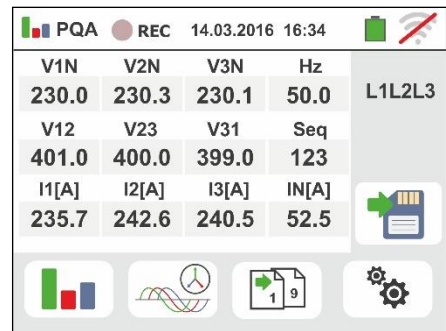 PQA REC 14.03.2016 16:34
V1N V2N V3N Hz
230.0 230.3 230.1 50.0 L1L2L3
V12 V23 V31 Seq
401.0 400.0 399.0 123
I1[A] I2[A] I3[A] IN[A]
235.7 242.6 240.5 52.5
1 9